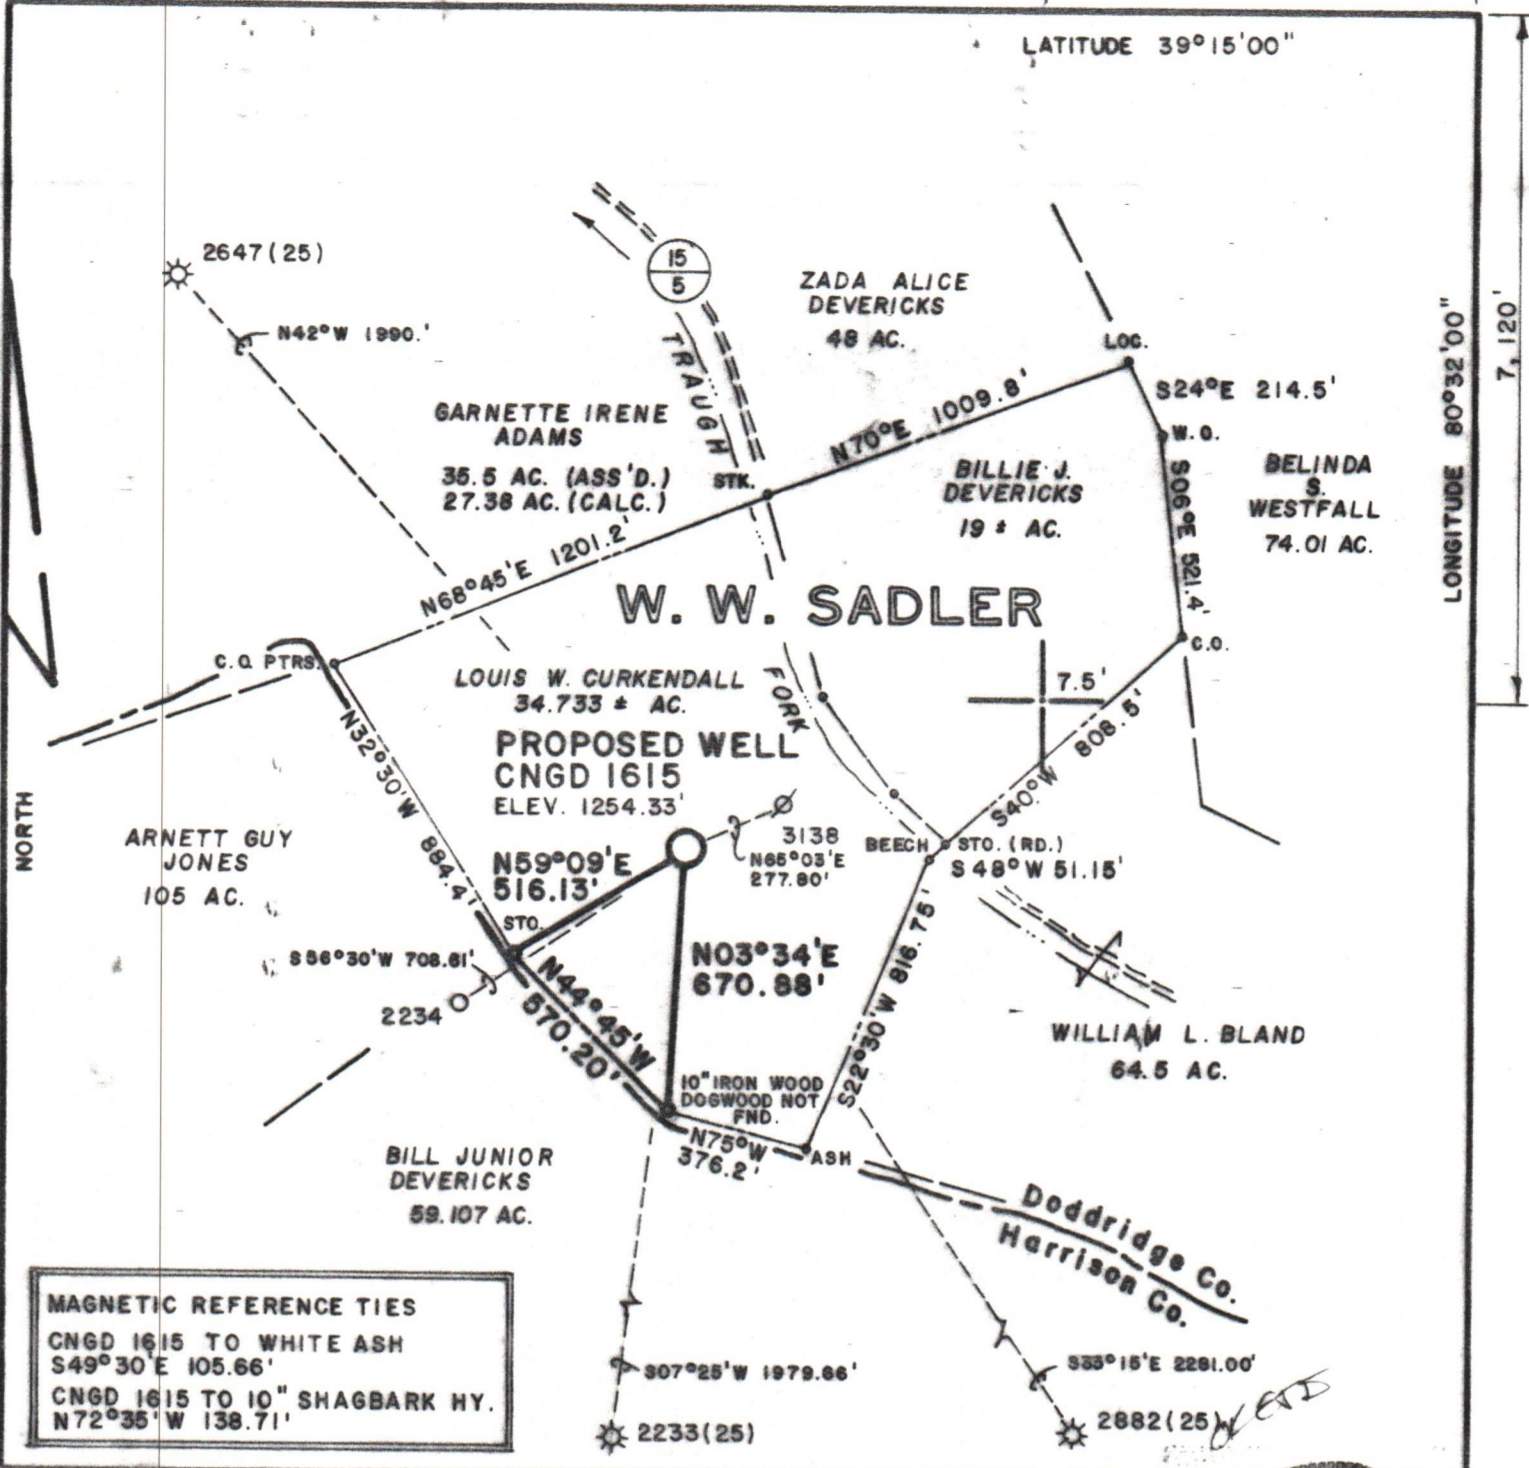 LATITUDE 39°15'00"
7,120'
LONGITUDE 80°32'00"
2647(25)
N42°W 1990.'
15
5
TRAUGH
ZADA ALICE
DEVERICKS
48 AC.
LOC.
S24°E 214.5'
W.O.
GARNETTE IRENE
ADAMS
35.5 AC. (ASS'D.)
27.38 AC. (CALC.)
STK.
N70°E 1009.8'
BILLIE J.
DEVERICKS
19 ± AC.
S06°E 521.4'
BELINDA
S.
WESTFALL
74.01 AC.
N68°45'E 1201.2'
W. W. SADLER
C.O. PTRS.
C.O.
LOUIS W. CURKENDALL
34.733 ± AC.
FORK
7.5'
PROPOSED WELL
CNGD 1615
ELEV. 1254.33'
N32°30'W 884.4'
S40°W 808.5'
NORTH
ARNETT GUY
JONES
105 AC.
3138
N65°03'E
277.80'
BEECH
STO. (RD.)
S48°W 51.15'
N59°09'E
516.13'
STO.
S56°30'W 708.61'
2234
N03°34'E
670.88'
N44°45'W
570.20'
S22°30'W 816.75'
WILLIAM L. BLAND
64.5 AC.
10" IRON WOOD
DOGWOOD NOT
FND.
N75°W
376.2'
ASH
BILL JUNIOR
DEVERICKS
59.107 AC.
Doddridge Co.
Harrison Co.
MAGNETIC REFERENCE TIES
CNGD 1615 TO WHITE ASH
S49°30'E 105.66'
CNGD 1615 TO 10" SHAGBARK HY.
N72°35'W 138.71'
S07°25'W 1979.66'
2233(25)
S33°15'E 2281.00'
2882(25)